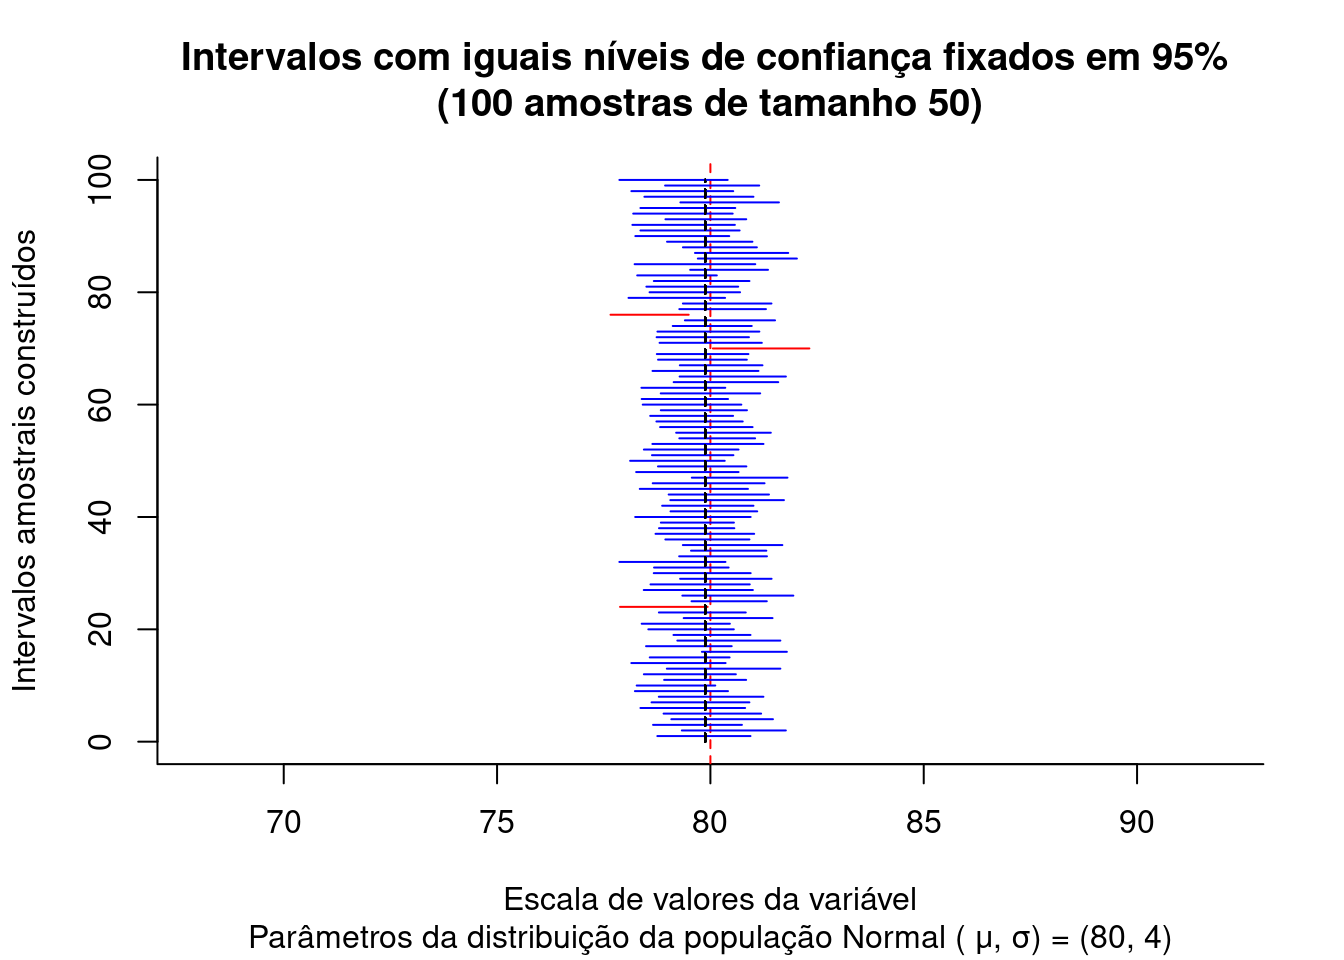 Intervalos com iguais níveis de confiança fixados em 95%
(100 amostras de tamanho 50)
Intervalos amostrais construídos
100
80
60
40
20
0
70 75 80 85 90
Escala de valores da variável
Parâmetros da distribuição da população Normal ( μ, σ) = (80, 4)